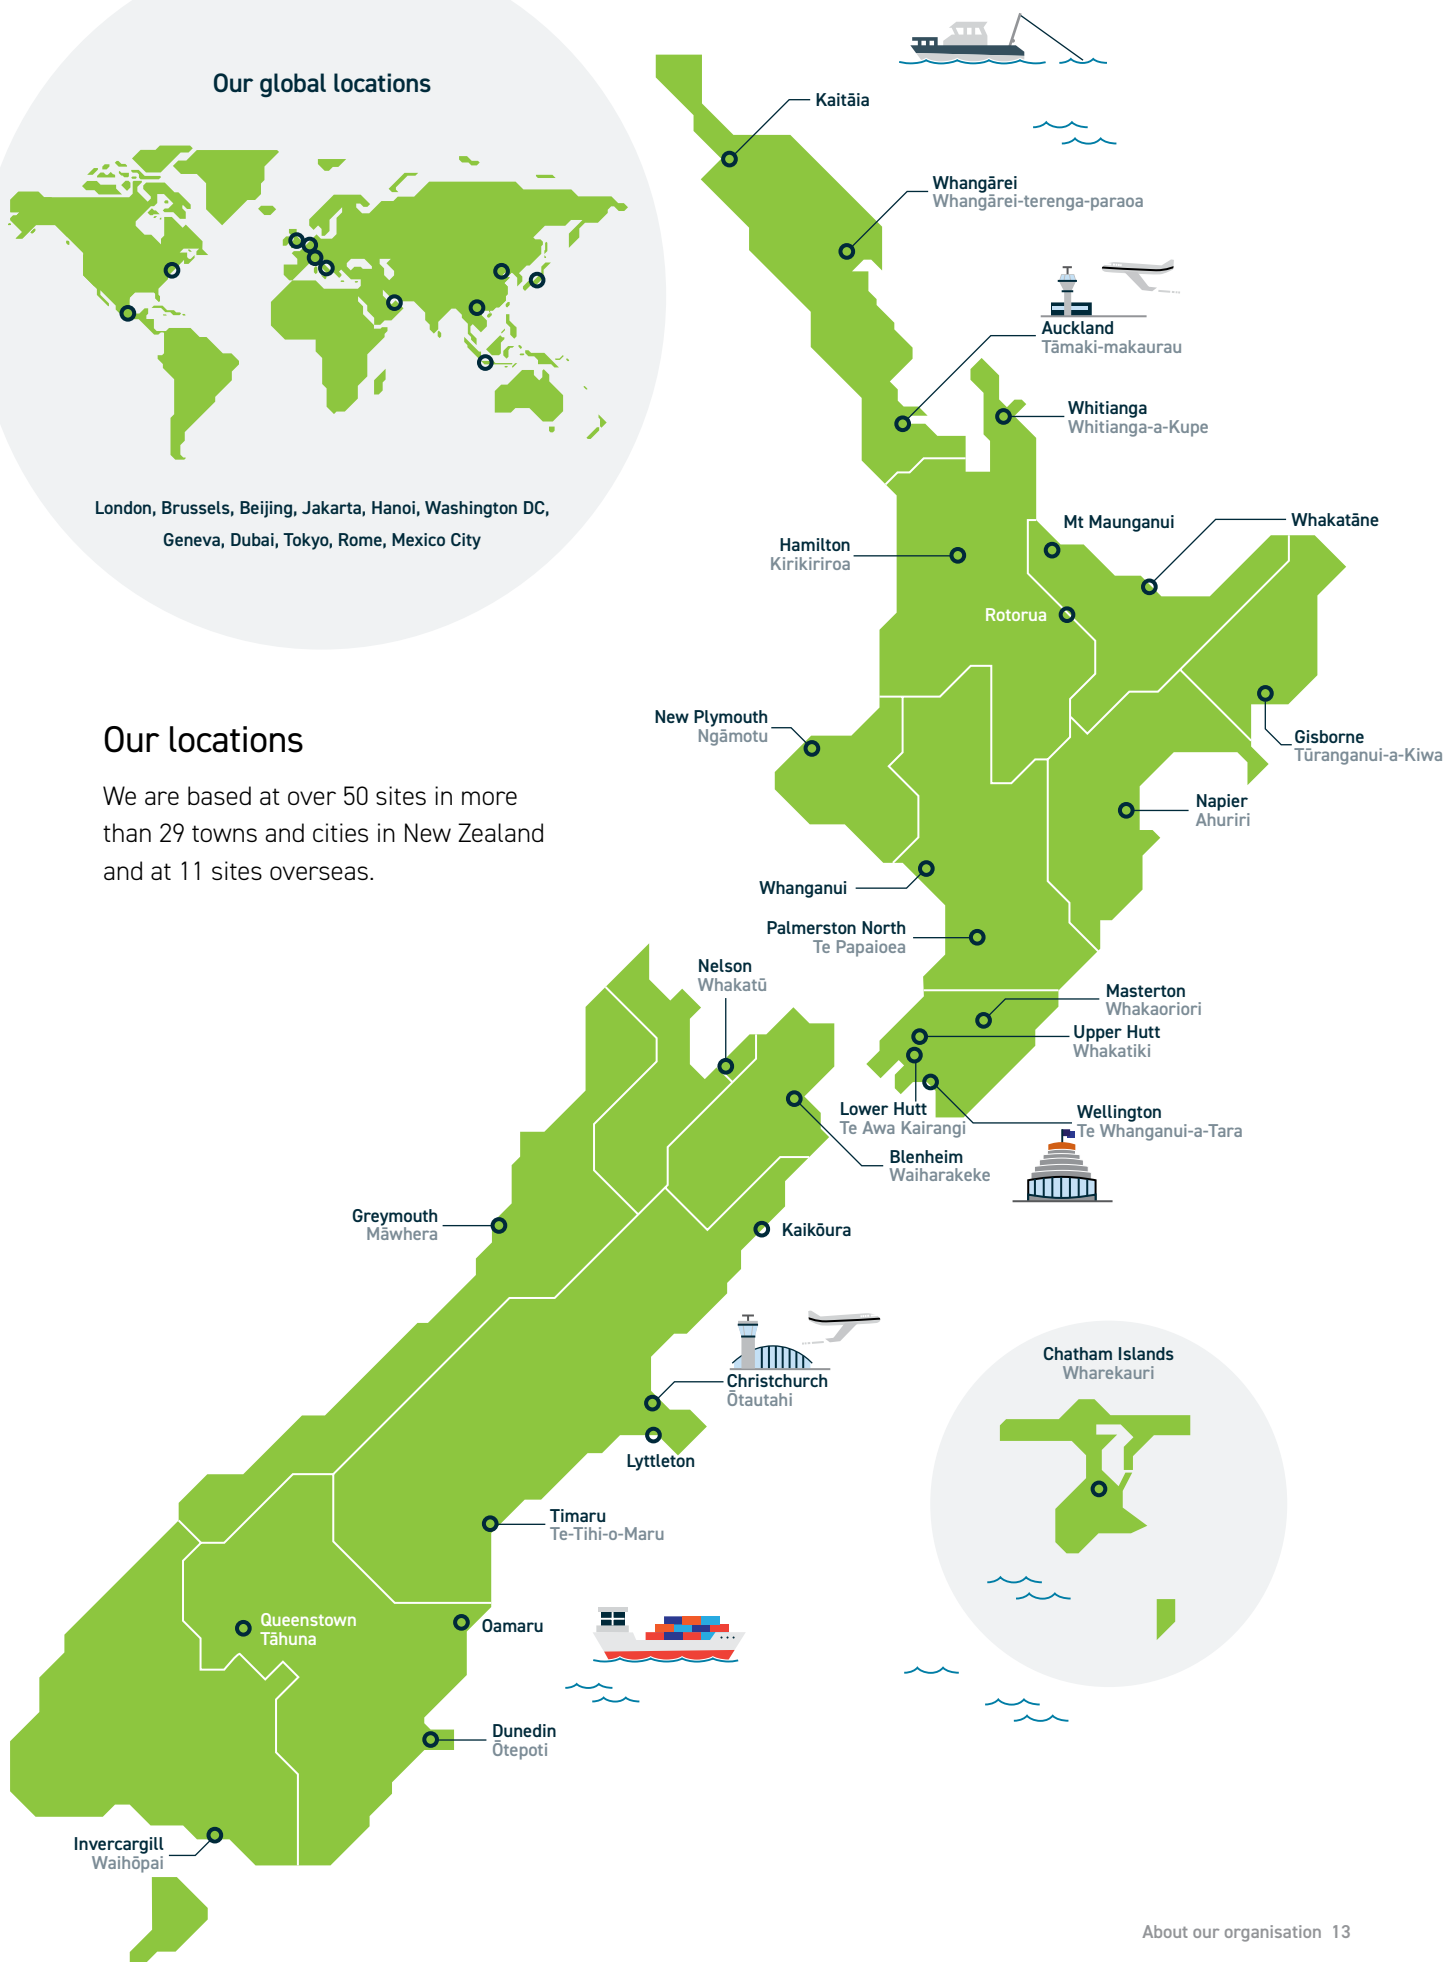 Our global locations
London, Brussels, Beijing, Jakarta, Hanoi, Washington DC,
Geneva, Dubai, Tokyo, Rome, Mexico City
Our locations
We are based at over 50 sites in more
than 29 towns and cities in New Zealand
and at 11 sites overseas.
Kaitāia
Whangārei
Whangārei-terenga-paraoa
Auckland
Tāmaki-makaurau
Whitianga
Whitianga-a-Kupe
Mt Maunganui
Whakatāne
Hamilton
Kirikiriroa
Rotorua
New Plymouth
Ngāmotu
Gisborne
Tūranganui-a-Kiwa
Napier
Ahuriri
Whanganui
Palmerston North
Te Papaioea
Nelson
Whakatū
Masterton
Whakaoriori
Upper Hutt
Whakatiki
Lower Hutt
Te Awa Kairangi
Wellington
Te Whanganui-a-Tara
Blenheim
Waiharakeke
Greymouth
Māwhera
Kaikōura
Christchurch
Ōtautahi
Lyttleton
Chatham Islands
Wharekauri
Timaru
Te-Tihi-o-Maru
Queenstown
Tāhuna
Oamaru
Dunedin
Ōtepoti
Invercargill
Waihōpai
About our organisation 13